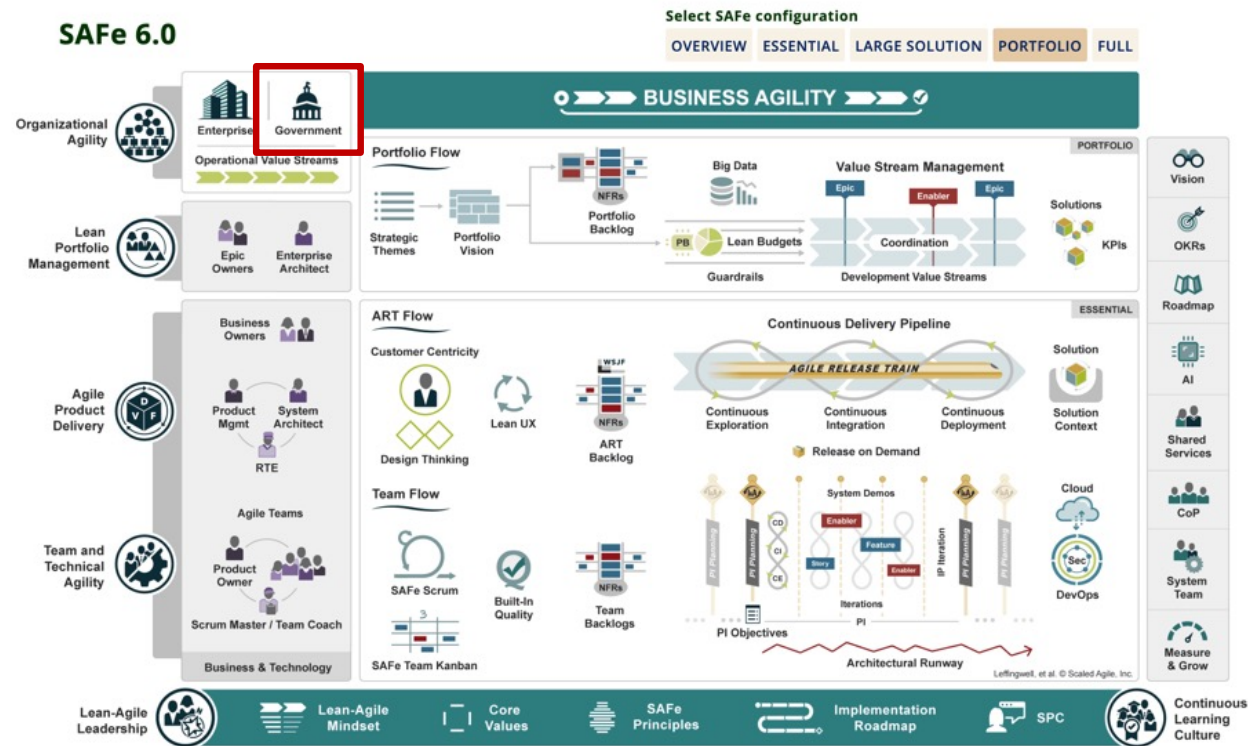 SAFe 6.0
Select SAFe configuration
OVERVIEW
ESSENTIAL
LARGE SOLUTION
PORTFOLIO
FULL
Organizational
Agility
Enterprise
Government
Operational Value Streams
BUSINESS AGILITY
PORTFOLIO
Portfolio Flow
Strategic
Themes
Portfolio
Vision
NFRs
Portfolio
Backlog
Big Data
PB
Lean Budgets
Guardrails
Value Stream Management
Epic
Enabler
Epic
Coordination
Development Value Streams
Solutions
KPIs
Lean
Portfolio
Management
Epic
Owners
Enterprise
Architect
Agile
Product
Delivery
D
V
F
Business
Owners
Product
Mgmt
System
Architect
RTE
ESSENTIAL
ART Flow
Customer Centricity
Design Thinking
Lean UX
WSJF
NFRs
ART
Backlog
Continuous Delivery Pipeline
AGILE RELEASE TRAIN
Continuous
Exploration
Continuous
Integration
Continuous
Deployment
Release on Demand
Solution
Solution
Context
Team and
Technical
Agility
Agile Teams
Product
Owner
Scrum Master / Team Coach
Business & Technology
Team Flow
SAFe Scrum
3
SAFe Team Kanban
Built-In
Quality
NFRs
Team
Backlogs
I&A
I&A
I&A
I&A
PI Planning
PI Planning
CD
CI
CE
System Demos
Enabler
Feature
Story
Enabler
Iterations
IP Iteration
PI Planning
PI Planning
PI
PI Objectives
Architectural Runway
Cloud
Sec
DevOps
Leffingwell, et al. © Scaled Agile, Inc.
Vision
OKRs
Roadmap
AI
Shared
Services
CoP
System
Team
Measure
& Grow
Lean-Agile
Leadership
Lean-Agile
Mindset
Core
Values
SAFe
Principles
Implementation
Roadmap
SPC
Continuous
Learning
Culture